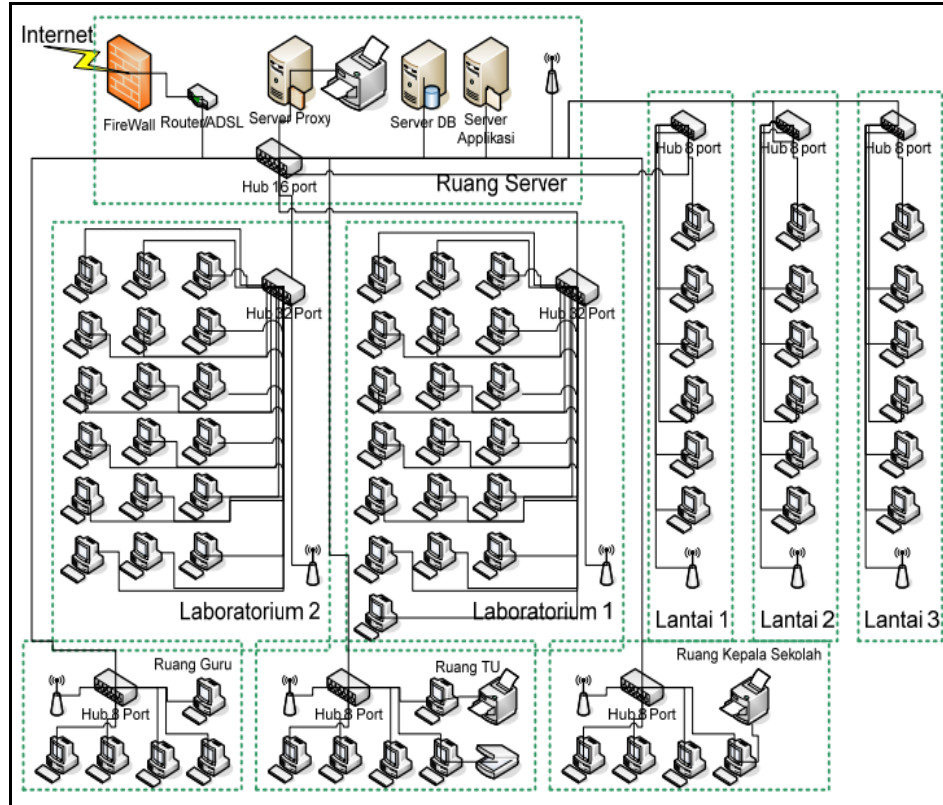 Internet
FireWall
Router/ADSL
Server Proxy
Server DB
Server
Applikasi
Hub 16 port
Ruang Server
Hub 8 port
Hub 8 port
Hub 8 port
Hub 32 Port
Hub 32 Port
Laboratorium 2
Laboratorium 1
Lantai 1
Lantai 2
Lantai 3
Ruang Guru
Hub 8 Port
Ruang TU
Hub 8 Port
Ruang Kepala Sekolah
Hub 8 Port